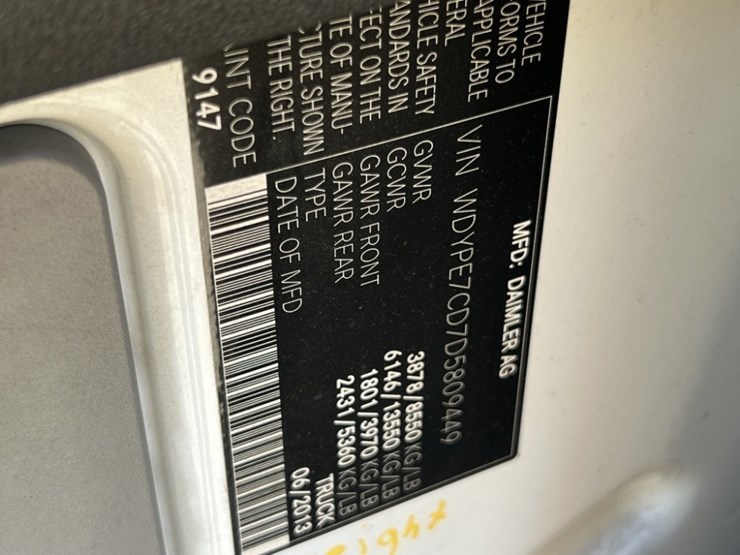 MFD: DAIMLER AG
VIN WDYPE7CD7D5809449
GVWR 3878/8550 KG/LB
GCWR 6146/13550 KG/LB
GAWR FRONT 1801/3970 KG/LB
GAWR REAR 2431/5360 KG/LB
TYPE TRUCK
DATE OF MFD 06/2013
VEHICLE
ORMS TO
APPLICABLE
ERAL
HICLE SAFETY
ANDARDS IN
FECT ON THE
TE OF MANU-
TURE SHOWN
THE RIGHT.
INT CODE
9147